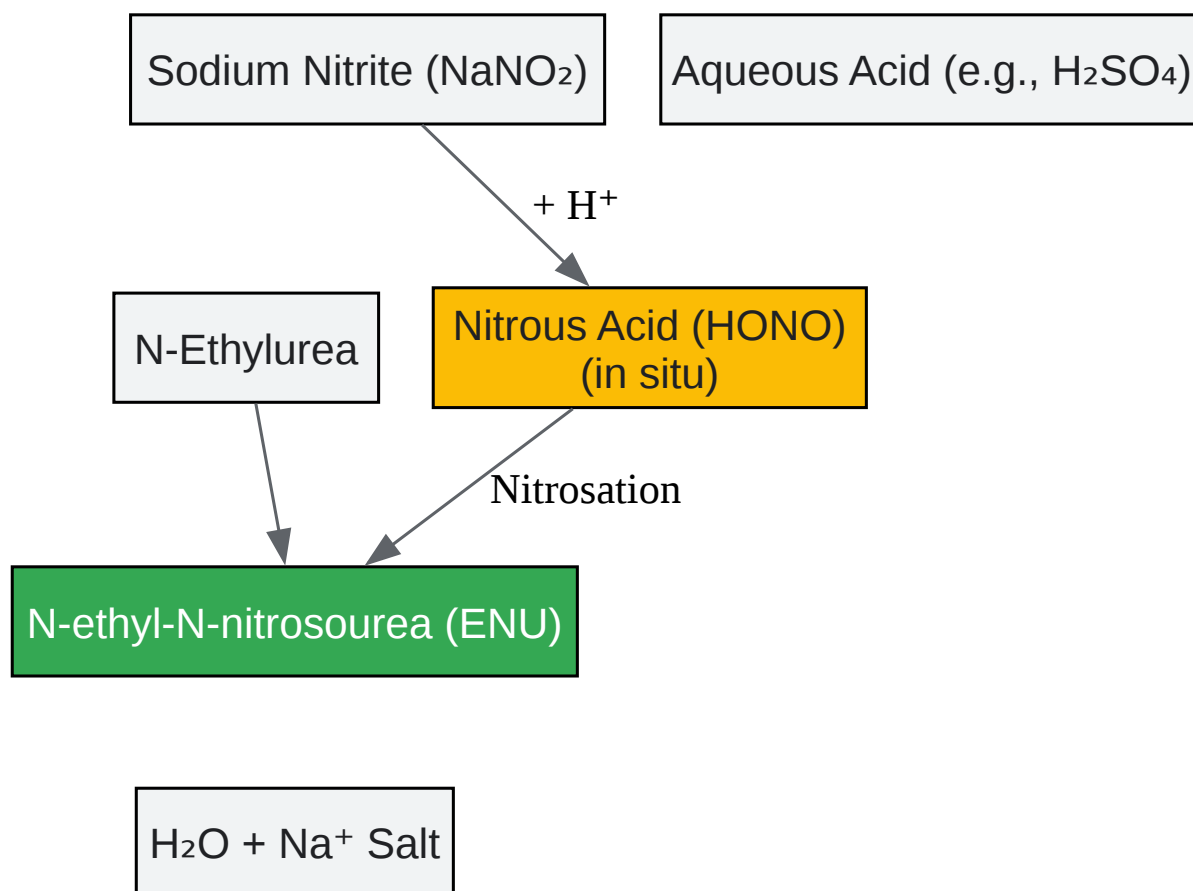 Sodium Nitrite (NaNO₂)
Aqueous Acid (e.g., H₂SO₄)
+ H⁺
N-Ethylurea
Nitrous Acid (HONO)
(in situ)
Nitrosation
N-ethyl-N-nitrosourea (ENU)
H₂O + Na⁺ Salt